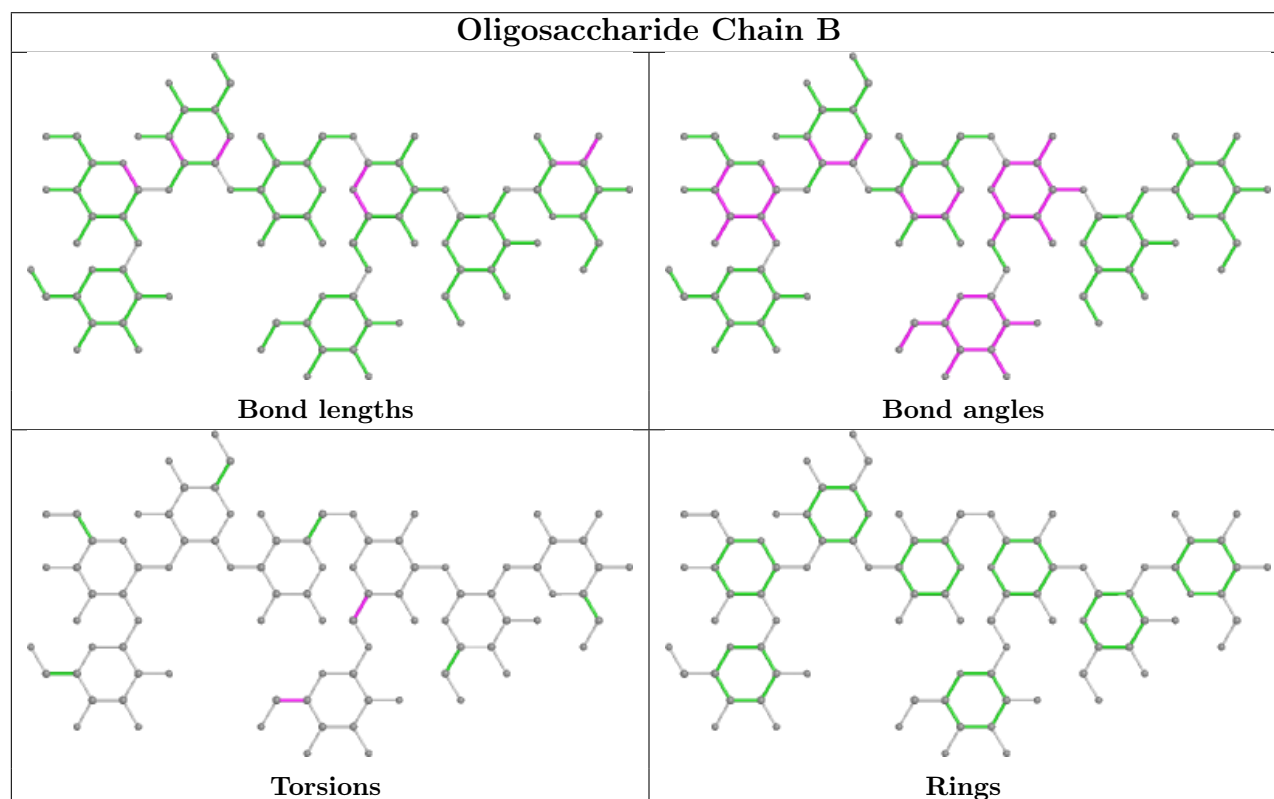 Oligosaccharide Chain B
Bond lengths
Bond angles
Torsions
Rings